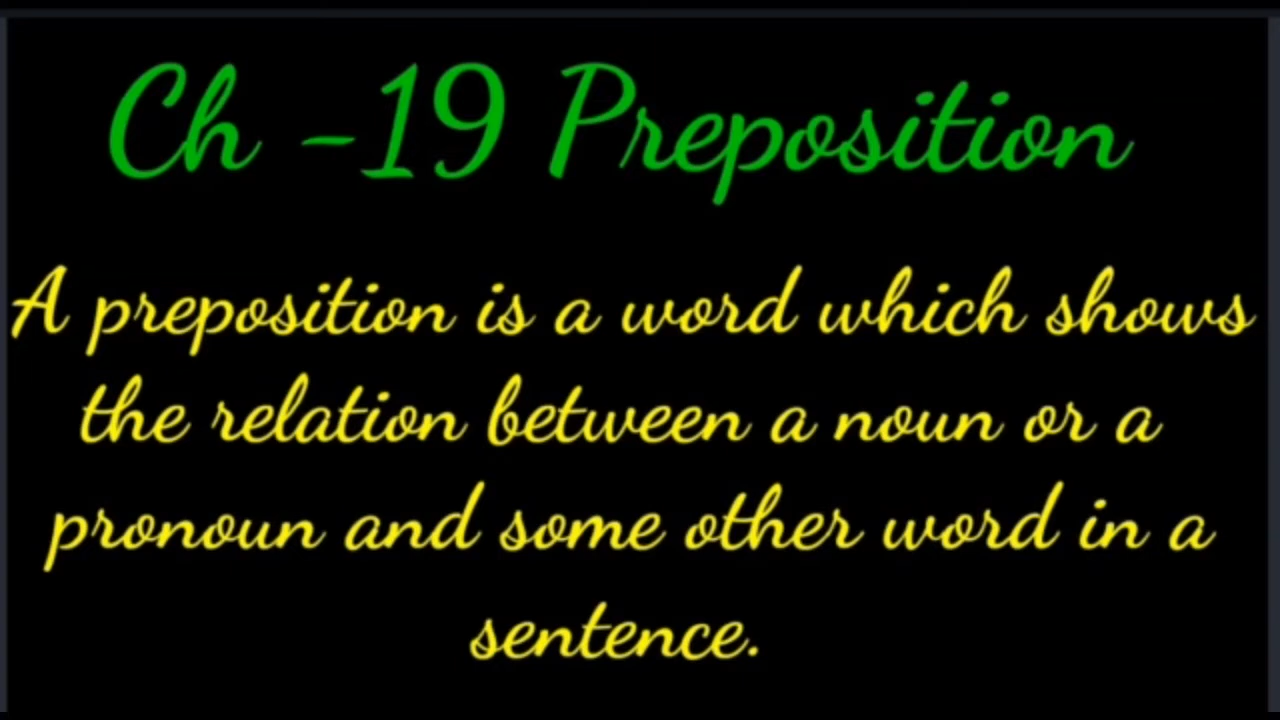 Ch -19 Preposition
A preposition is a word which shows
the relation between a noun or a
pronoun and some other word in a
sentence.